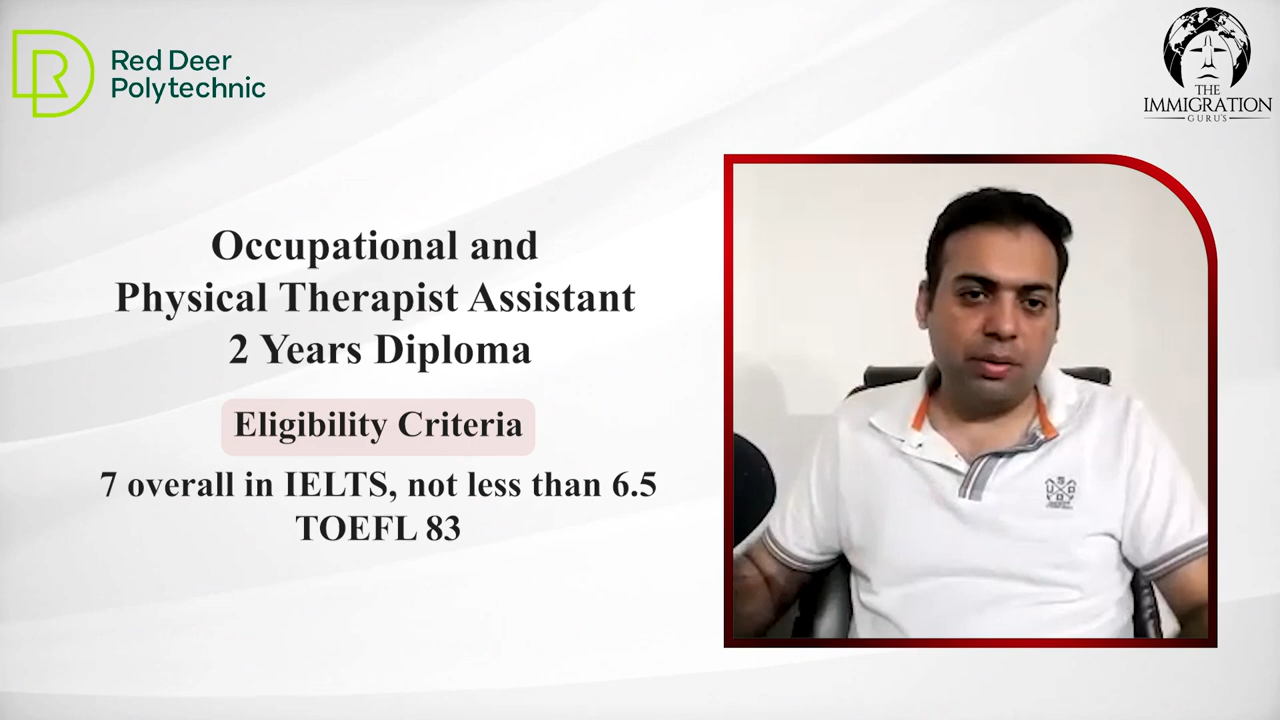 Red Deer
Polytechnic
THE
IMMIGRATION
GURU'S
Occupational and
Physical Therapist Assistant
2 Years Diploma
Eligibility Criteria
7 overall in IELTS, not less than 6.5
TOEFL 83